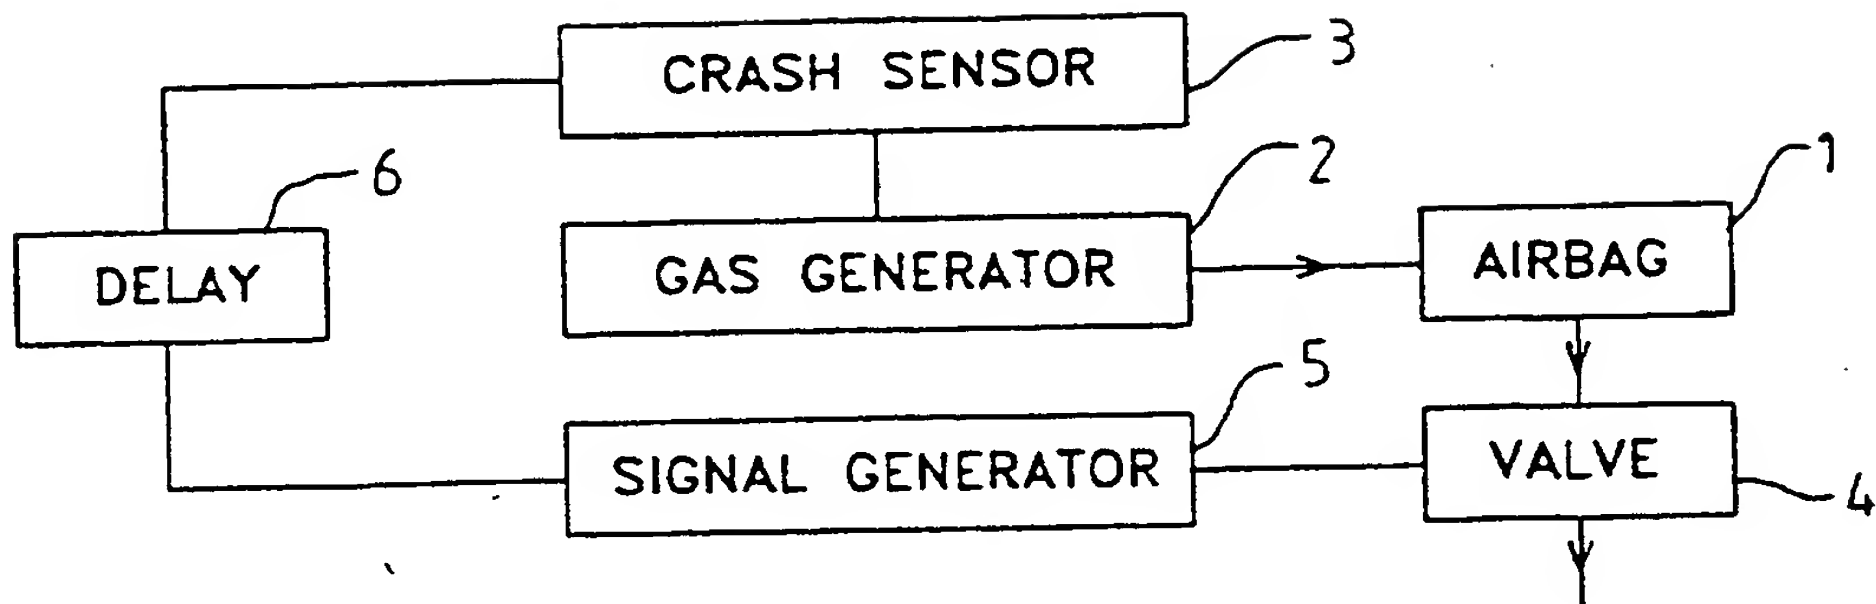 CRASH SENSOR
3
6
2
1
DELAY
GAS GENERATOR
AIRBAG
5
SIGNAL GENERATOR
VALVE
4